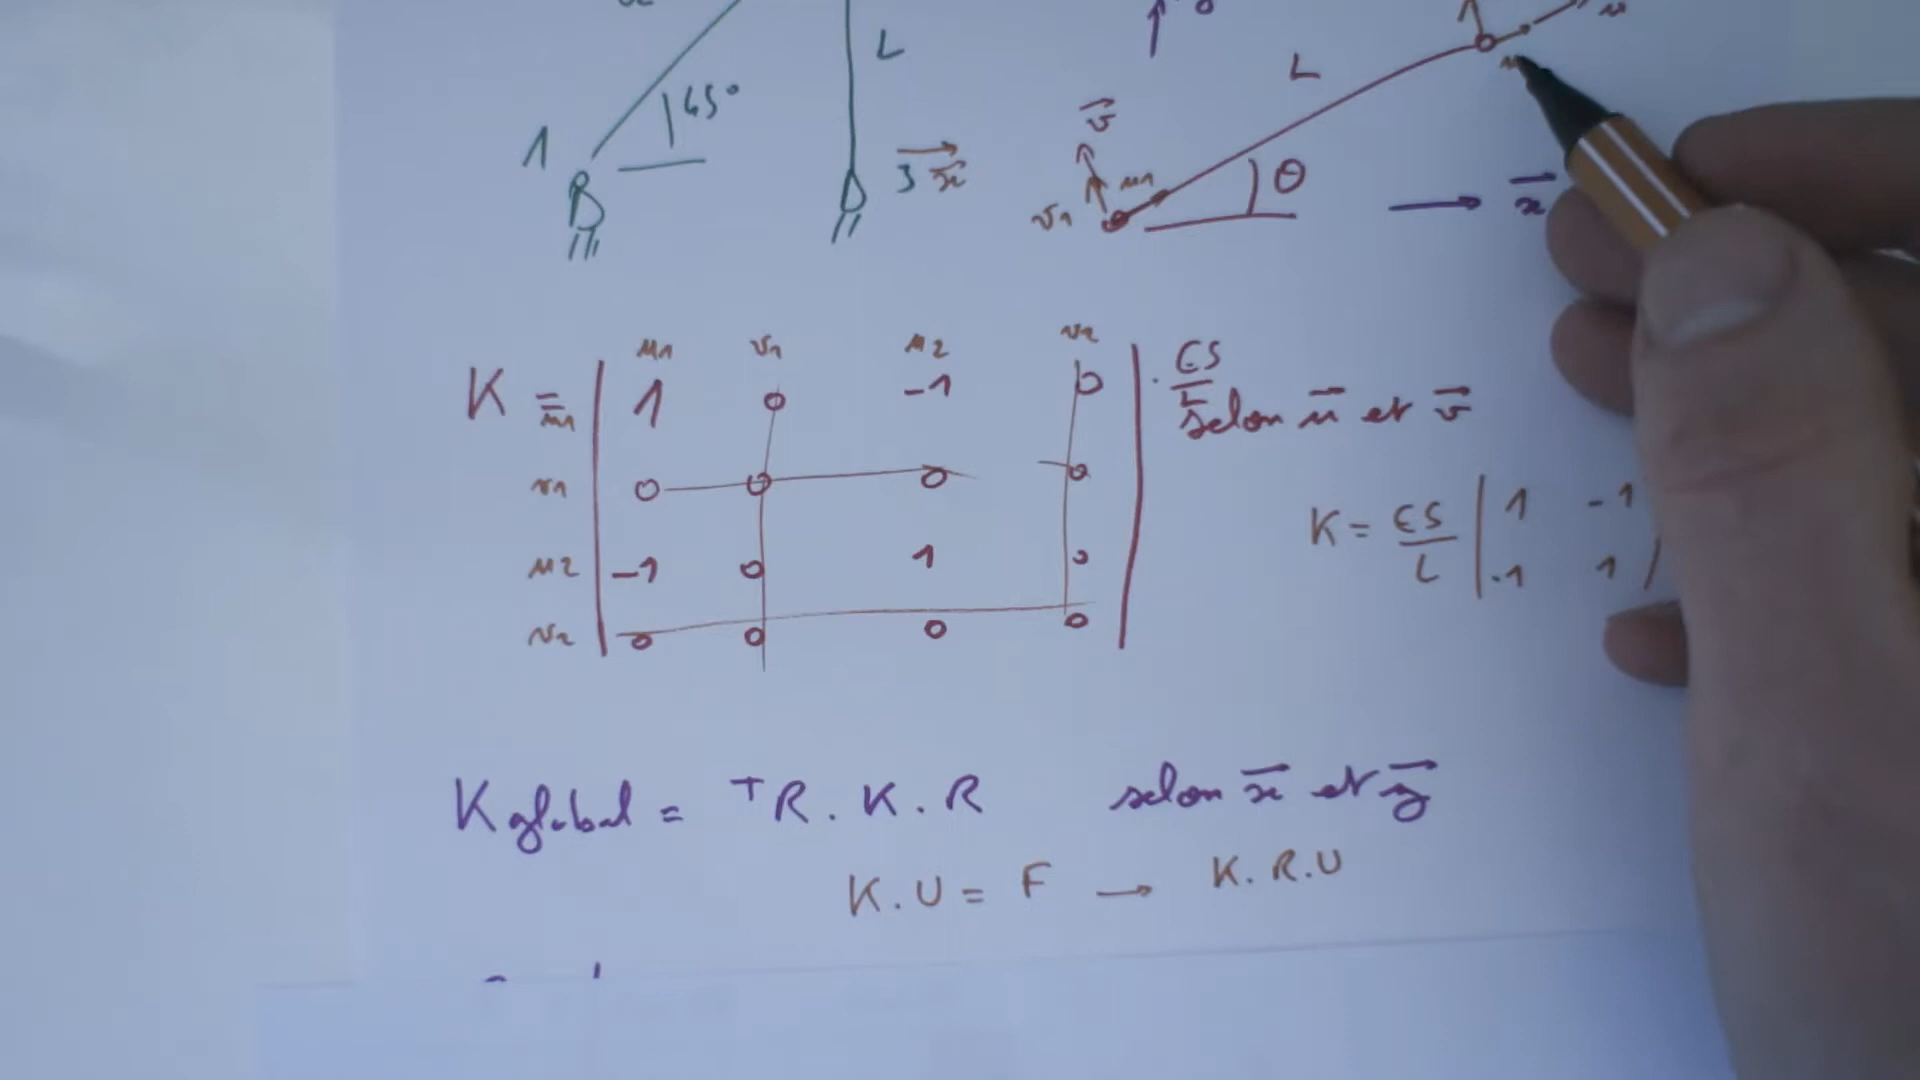 L
45°
1
3 x
L
v
v1
u1
θ
x
u1 v1 u2 v2
K = u1 | 1 0 -1 0 | . ES/L
selon u et v
v1 | 0 0 0 0 |
u2 | -1 0 1 0 |
v2 | 0 0 0 0 |
K = ES/L | 1 -1
-1 1 |
K global = T R . K . R selon x et y
K . U = F → K . R . U